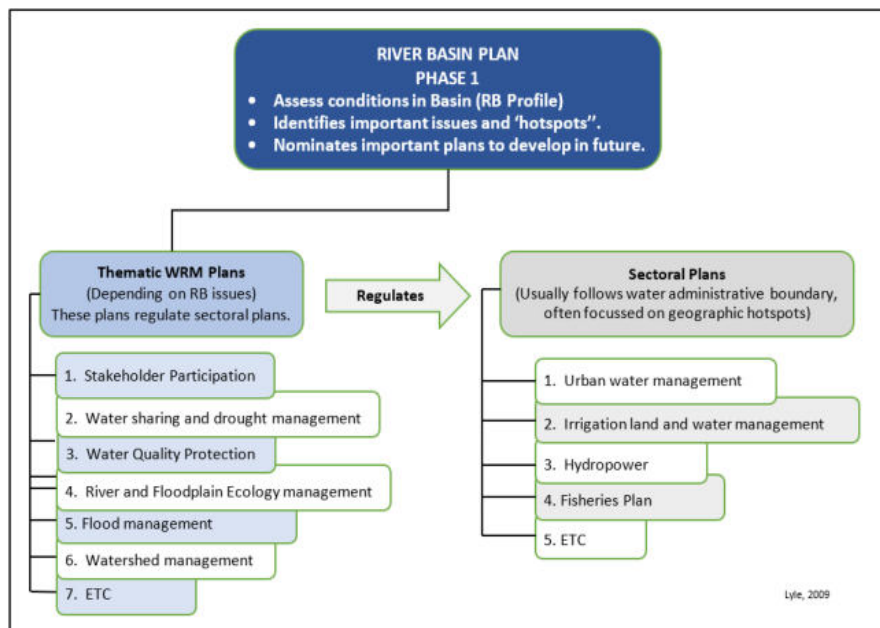 RIVER BASIN PLAN
PHASE 1
• Assess conditions in Basin (RB Profile)
• Identifies important issues and ‘hotspots’’.
• Nominates important plans to develop in future.
Thematic WRM Plans
(Depending on RB issues)
These plans regulate sectoral plans.
Regulates
Sectoral Plans
(Usually follows water administrative boundary,
often focussed on geographic hotspots)
1. Stakeholder Participation
2. Water sharing and drought management
3. Water Quality Protection
4. River and Floodplain Ecology management
5. Flood management
6. Watershed management
7. ETC
1. Urban water management
2. Irrigation land and water management
3. Hydropower
4. Fisheries Plan
5. ETC
Lyle, 2009